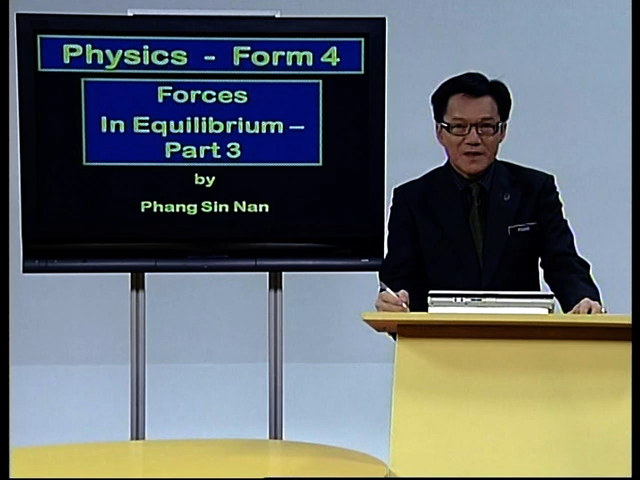 Physics - Form 4
Forces
In Equilibrium –
Part 3
by
Phang Sin Nan